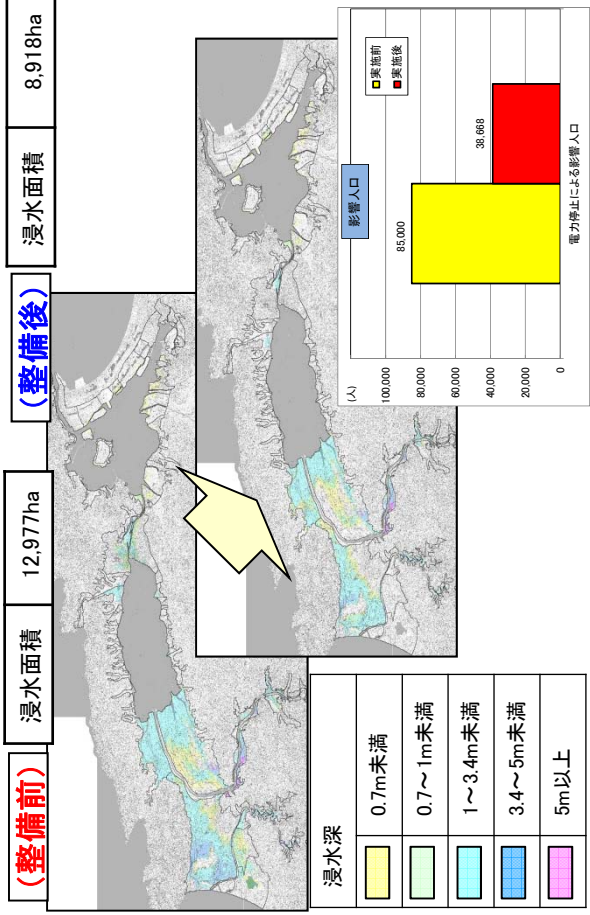 (整備前)
浸水面積 12,977ha
(整備後)
浸水面積 8,918ha
浸水深
0.7m未満
0.7～1m未満
1～3.4m未満
3.4～5m未満
5m以上
影響人口
(人)
100,000
80,000
60,000
40,000
20,000
0
85,000
38,668
実施前
実施後
電力停止による影響人口